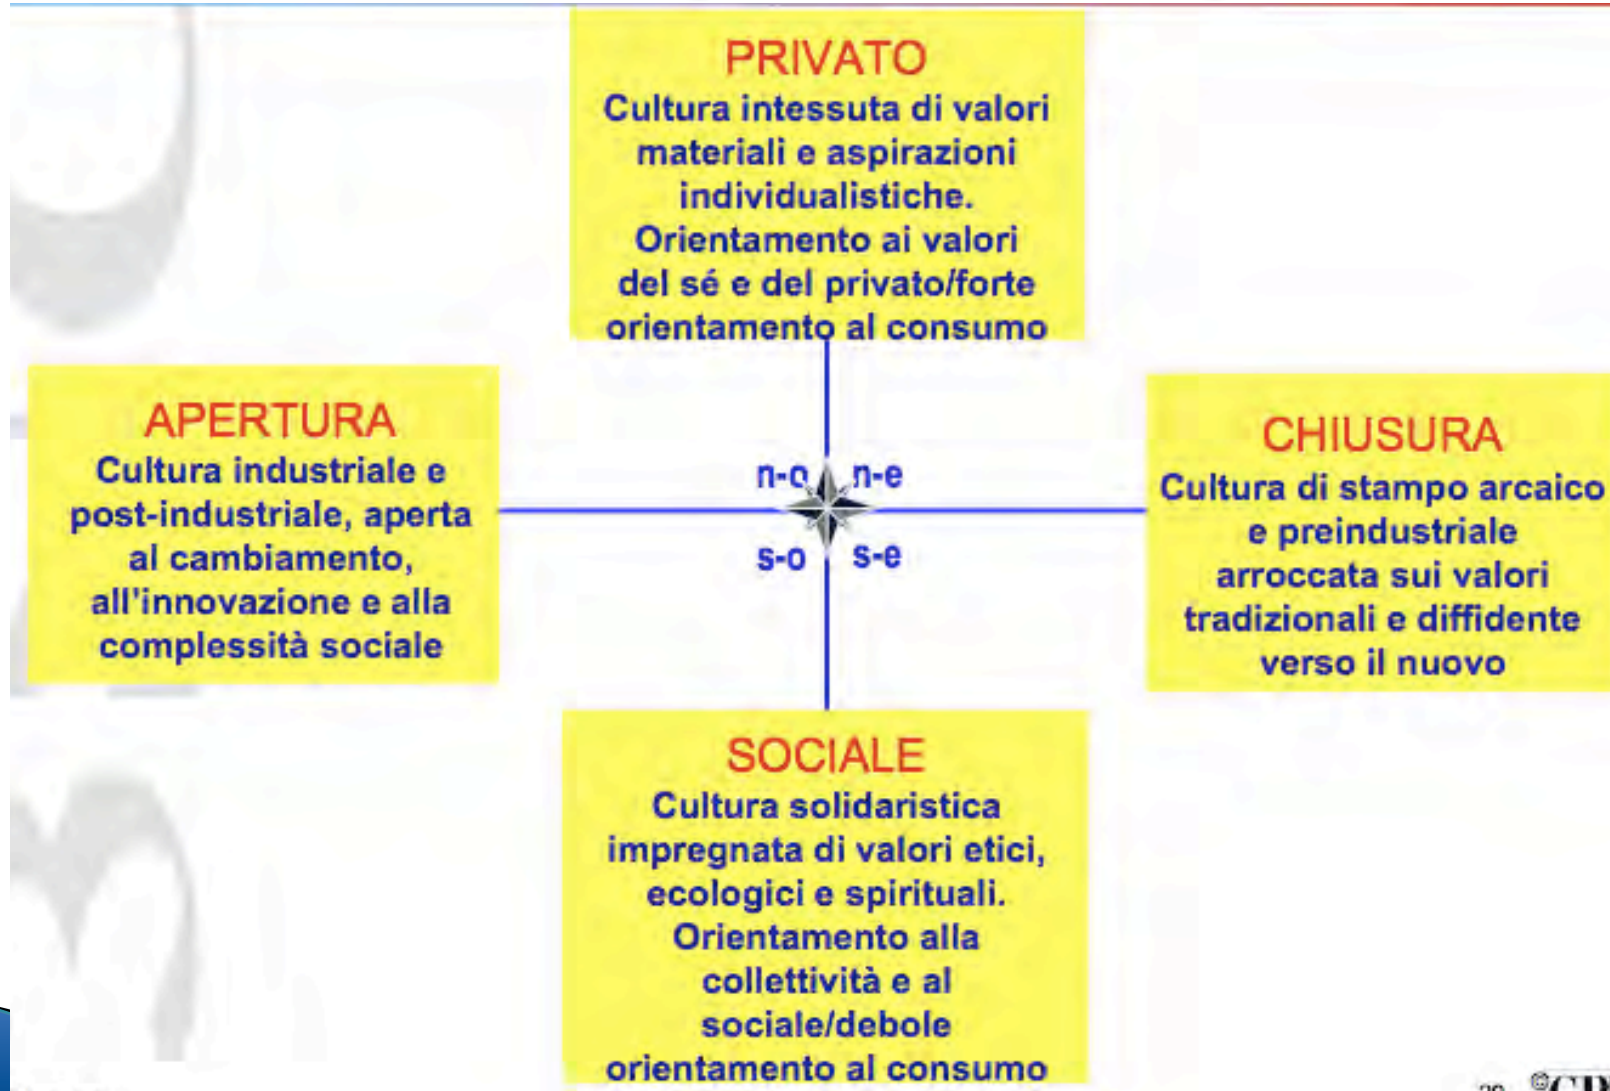 PRIVATO
Cultura intessuta di valori
materiali e aspirazioni
individualistiche.
Orientamento ai valori
del sé e del privato/forte
orientamento al consumo
APERTURA
Cultura industriale e
post-industriale, aperta
al cambiamento,
all'innovazione e alla
complessità sociale
n-o n-e
s-o s-e
CHIUSURA
Cultura di stampo arcaico
e preindustriale
arroccata sui valori
tradizionali e diffidente
verso il nuovo
SOCIALE
Cultura solidaristica
impregnata di valori etici,
ecologici e spirituali.
Orientamento alla
collettività e al
sociale/debole
orientamento al consumo